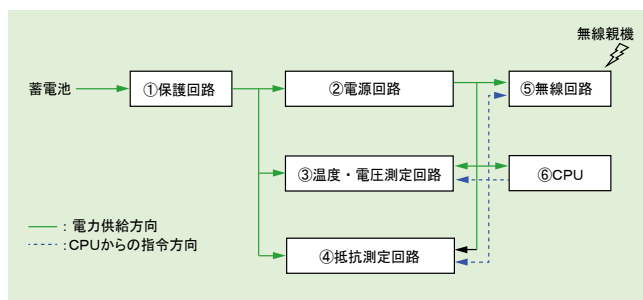 無線親機
蓄電池
①保護回路
②電源回路
⑤無線回路
③温度・電圧測定回路
⑥CPU
④抵抗測定回路
：電力供給方向
：CPUからの指令方向